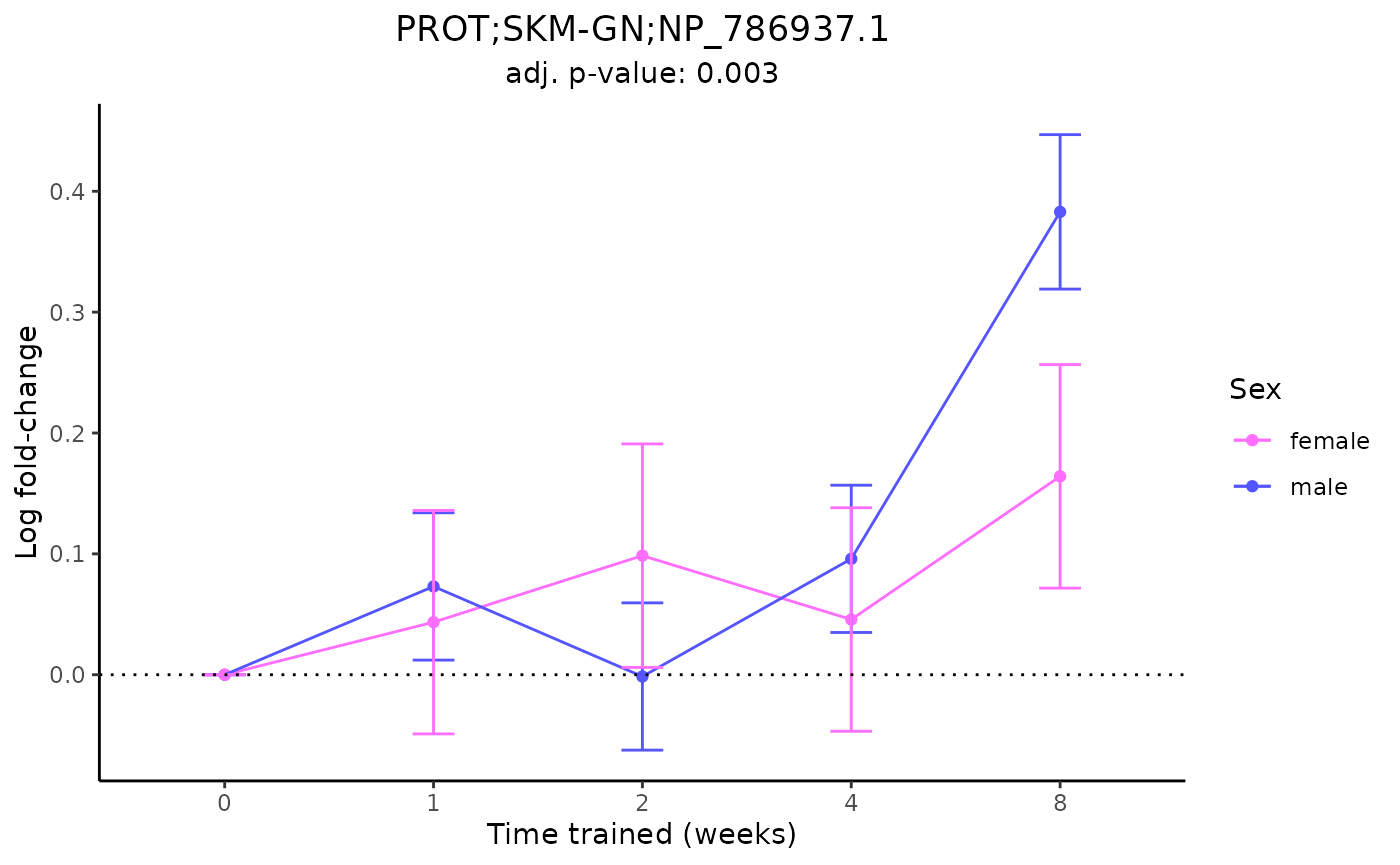 PROT;SKM-GN;NP_786937.1
adj. p-value: 0.003
Log fold-change
0.4
0.3
0.2
0.1
0.0
0 1 2 4 8
Time trained (weeks)
Sex
female
male